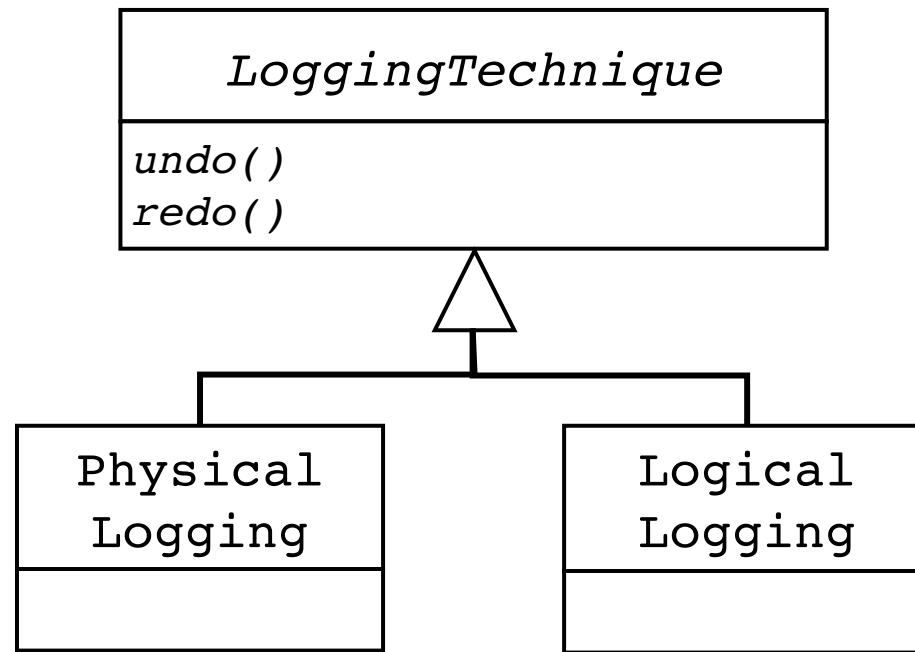 LoggingTechnique
undo()
redo()
Physical
Logging
Logical
Logging